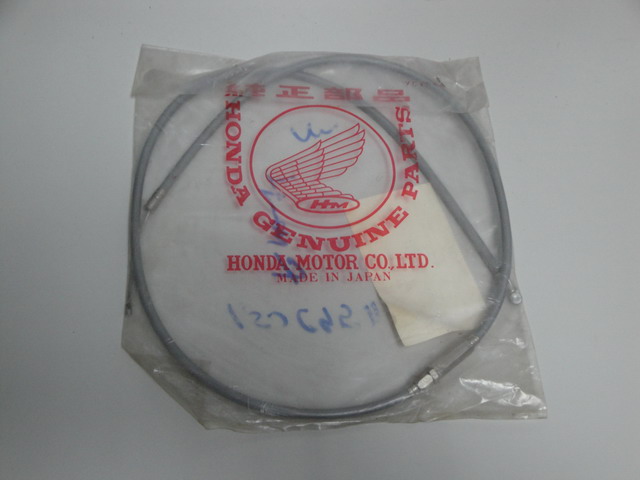 純正部品
HONDA GENUINE PARTS
HM
HONDA MOTOR CO.,LTD.
MADE IN JAPAN